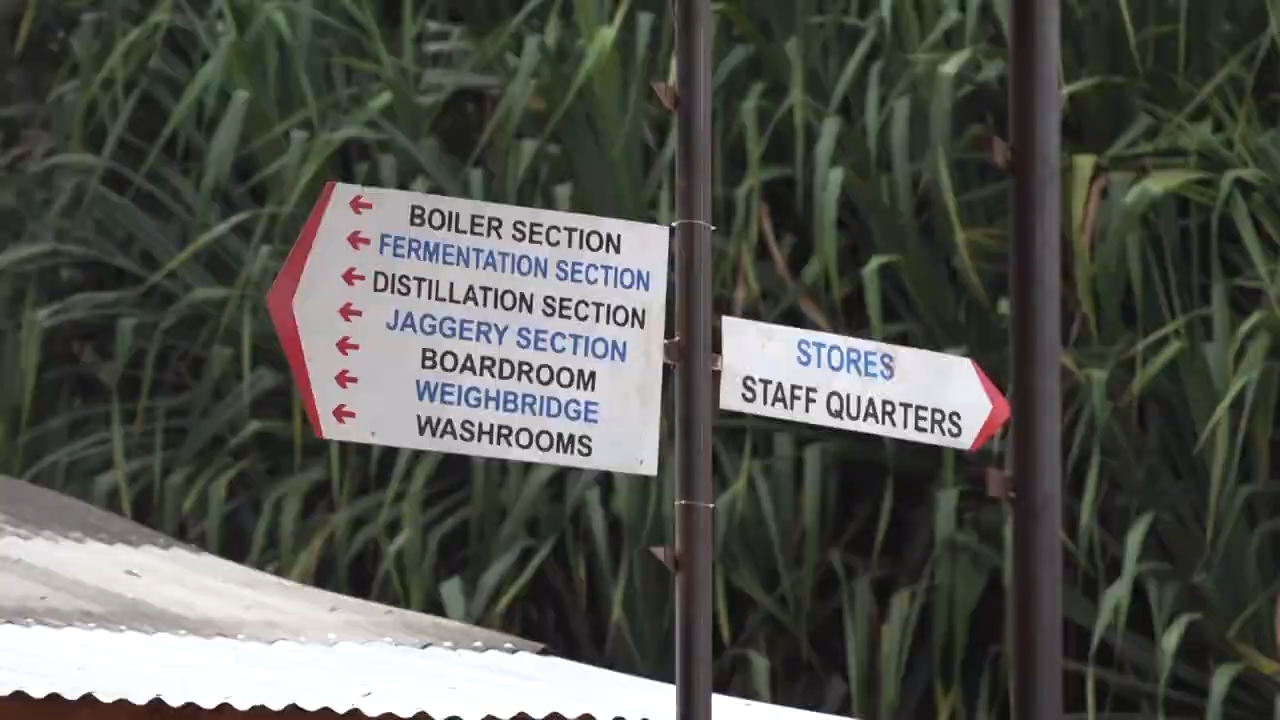 BOILER SECTION
FERMENTATION SECTION
DISTILLATION SECTION
JAGGERY SECTION
BOARDROOM
WEIGHBRIDGE
WASHROOMS
STORES
STAFF QUARTERS